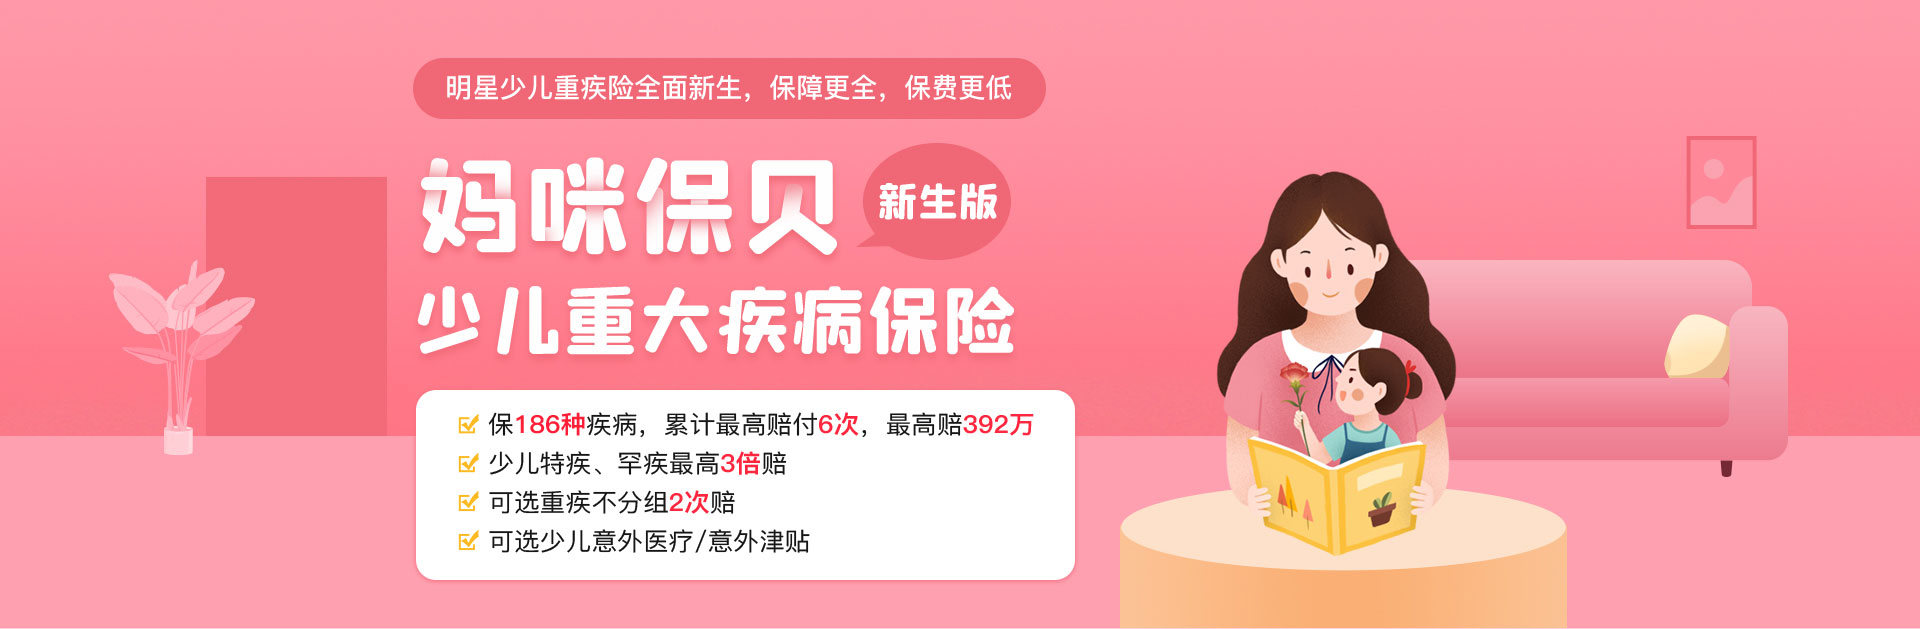 明星少儿重疾险全面新生，保障更全，保费更低
妈咪保贝
新生版
少儿重大疾病保险
保186种疾病，累计最高赔付6次，最高赔392万
少儿特疾、罕疾最高3倍赔
可选重疾不分组2次赔
可选少儿意外医疗/意外津贴